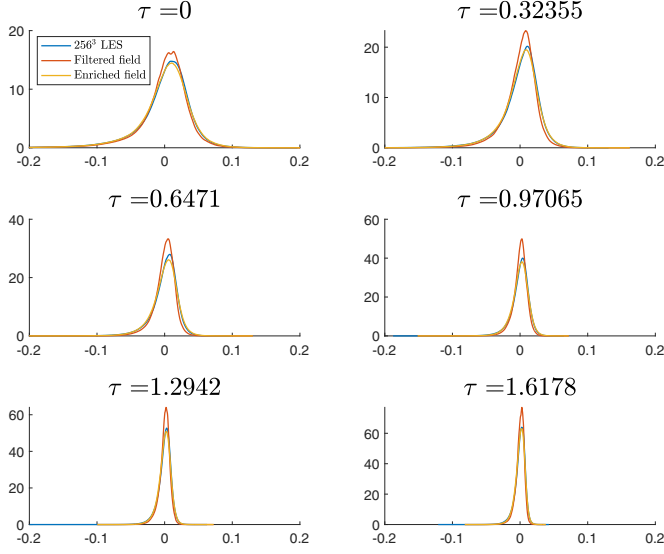 τ =0
20
10
0
-0.2 -0.1 0 0.1 0.2
256³ LES
Filtered field
Enriched field
τ =0.32355
20
10
0
-0.2 -0.1 0 0.1 0.2
τ =0.6471
40
20
0
-0.2 -0.1 0 0.1 0.2
τ =0.97065
60
40
20
0
-0.2 -0.1 0 0.1 0.2
τ =1.2942
60
40
20
0
-0.2 -0.1 0 0.1 0.2
τ =1.6178
60
40
20
0
-0.2 -0.1 0 0.1 0.2